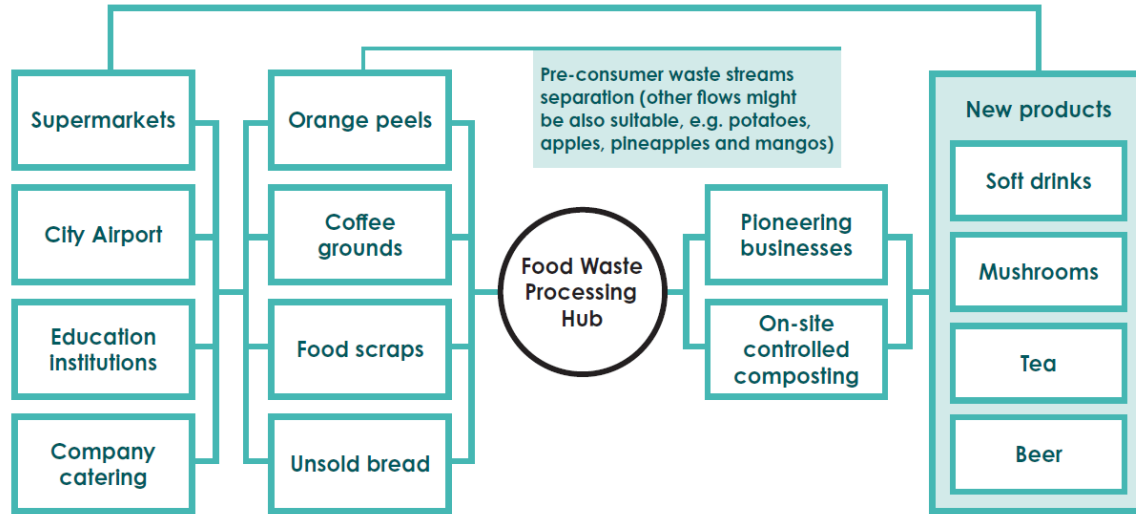 Supermarkets
City Airport
Education
institutions
Company
catering
Orange peels
Coffee
grounds
Food scraps
Unsold bread
Pre-consumer waste streams
separation (other flows might
be also suitable, e.g. potatoes,
apples, pineapples and mangos)
Food Waste
Processing
Hub
Pioneering
businesses
On-site
controlled
composting
New products
Soft drinks
Mushrooms
Tea
Beer